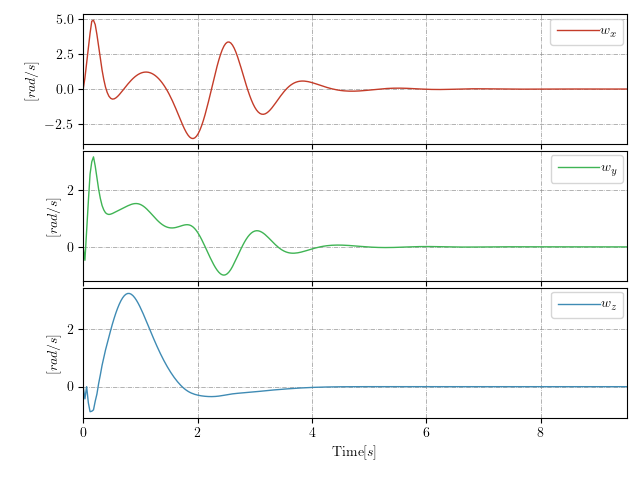 5.0
2.5
0.0
−2.5
[rad/s]
w_x
2
0
[rad/s]
w_y
2
0
[rad/s]
w_z
0 2 4 6 8
Time[s]